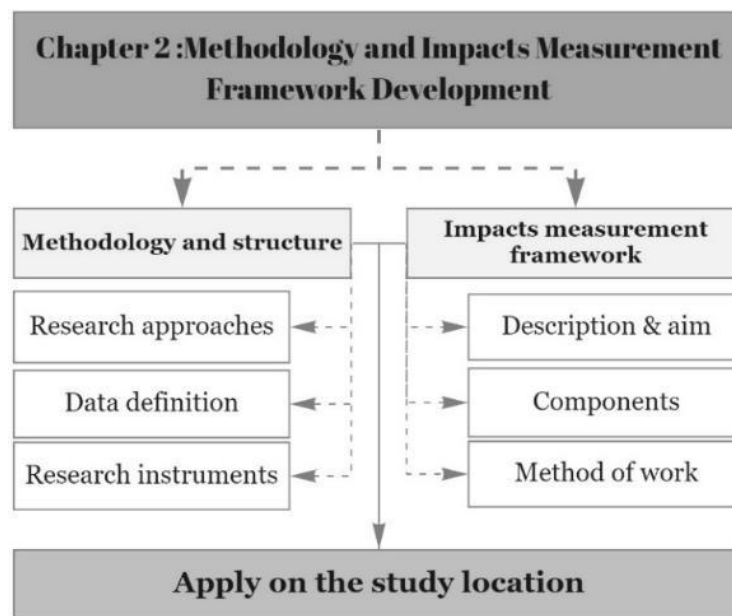 Chapter 2 :Methodology and Impacts Measurement
Framework Development
Methodology and structure
Impacts measurement
framework
Research approaches
Data definition
Research instruments
Description & aim
Components
Method of work
Apply on the study location